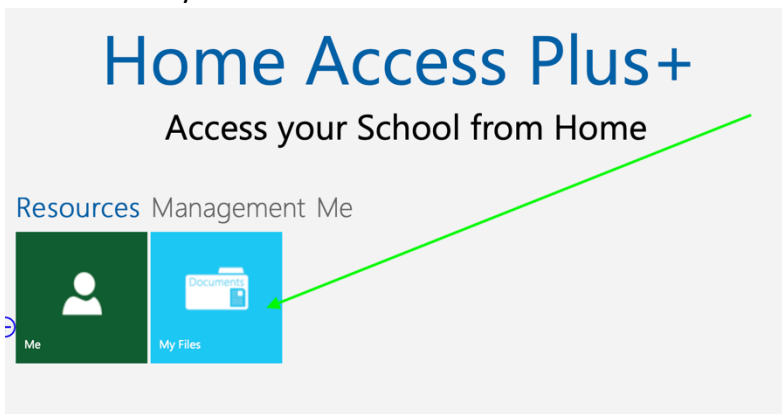 Home Access Plus+
Access your School from Home
Resources Management Me
Documents
Me
My Files